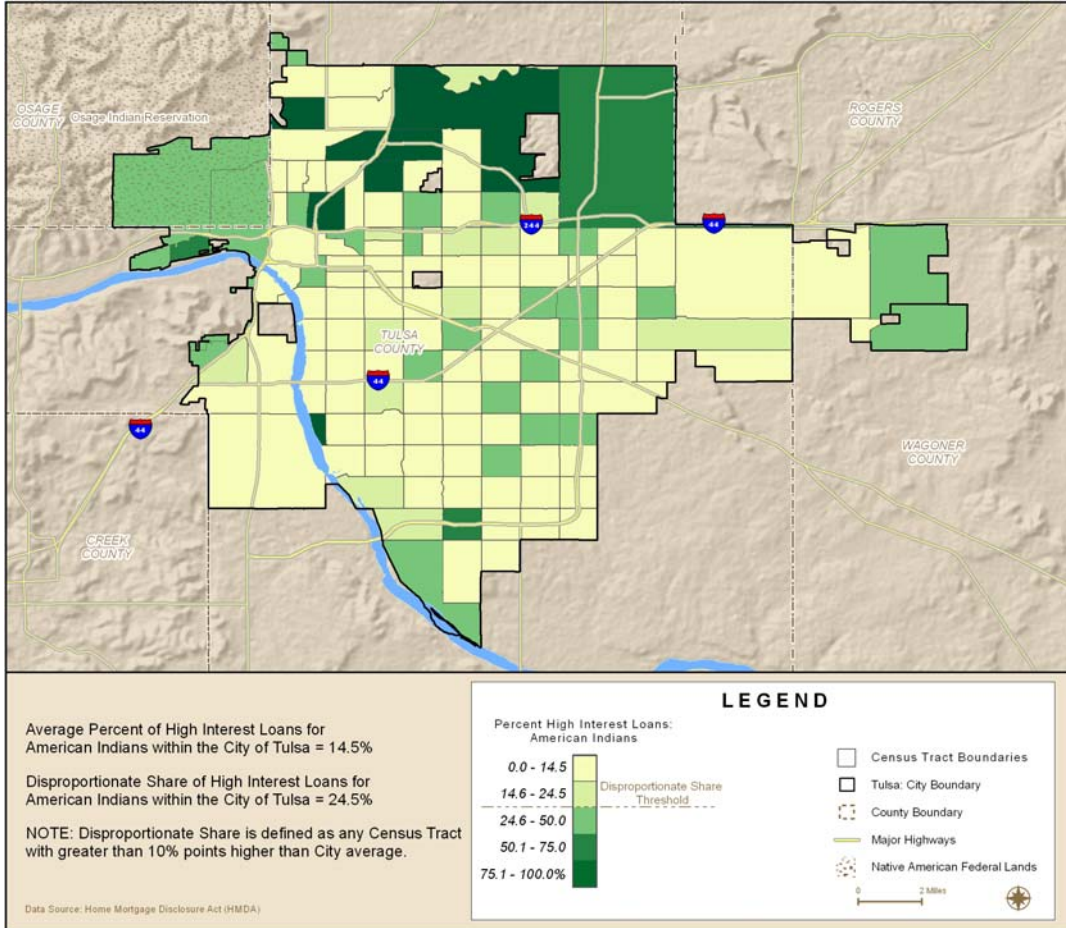 OSAGE
COUNTY
Osage Indian Reservation
ROGERS
COUNTY
244
44
TULSA
COUNTY
44
44
WAGONER
COUNTY
CREEK
COUNTY
Average Percent of High Interest Loans for
American Indians within the City of Tulsa = 14.5%
Disproportionate Share of High Interest Loans for
American Indians within the City of Tulsa = 24.5%
NOTE: Disproportionate Share is defined as any Census Tract
with greater than 10% points higher than City average.
Data Source: Home Mortgage Disclosure Act (HMDA)
LEGEND
Percent High Interest Loans:
American Indians
0.0 - 14.5
14.6 - 24.5
24.6 - 50.0
50.1 - 75.0
75.1 - 100.0%
Disproportionate Share
Threshold
Census Tract Boundaries
Tulsa: City Boundary
County Boundary
Major Highways
Native American Federal Lands
0 2 Miles